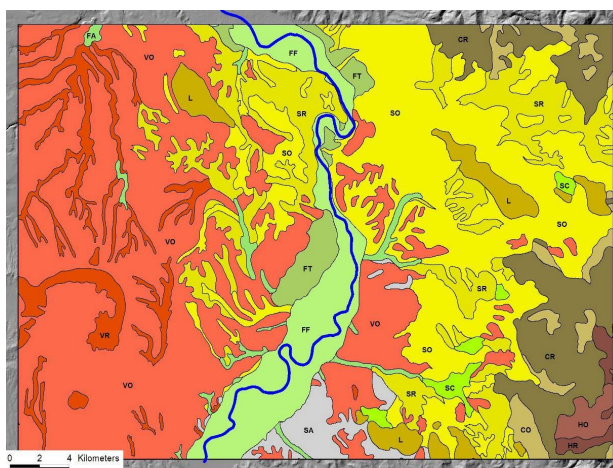 FA
VO
FF
CR
FT
L
SR
SR
SO
SO
SC
L
SO
VO
FT
SR
FF
VO
VR
SO
CR
VO
SR
SC
HO
SA
CO
L
HR
0 2 4 Kilometers